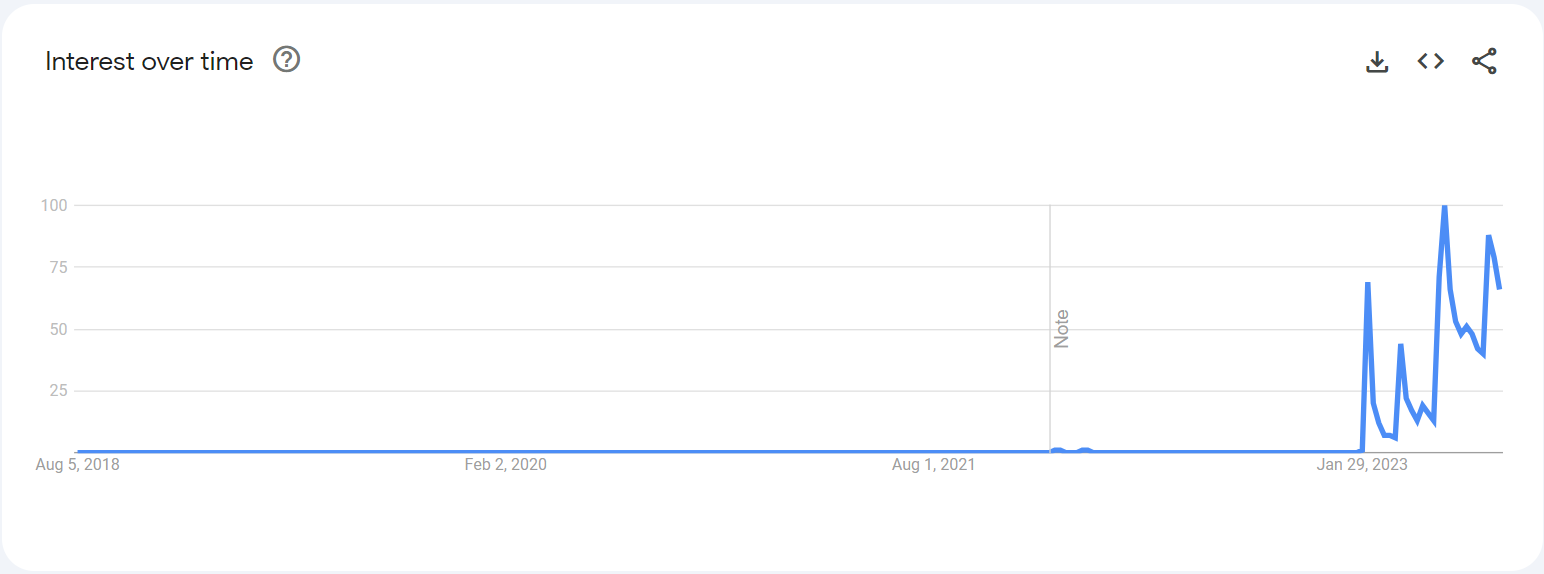 Interest over time
100
75
50
25
Note
Aug 5, 2018
Feb 2, 2020
Aug 1, 2021
Jan 29, 2023